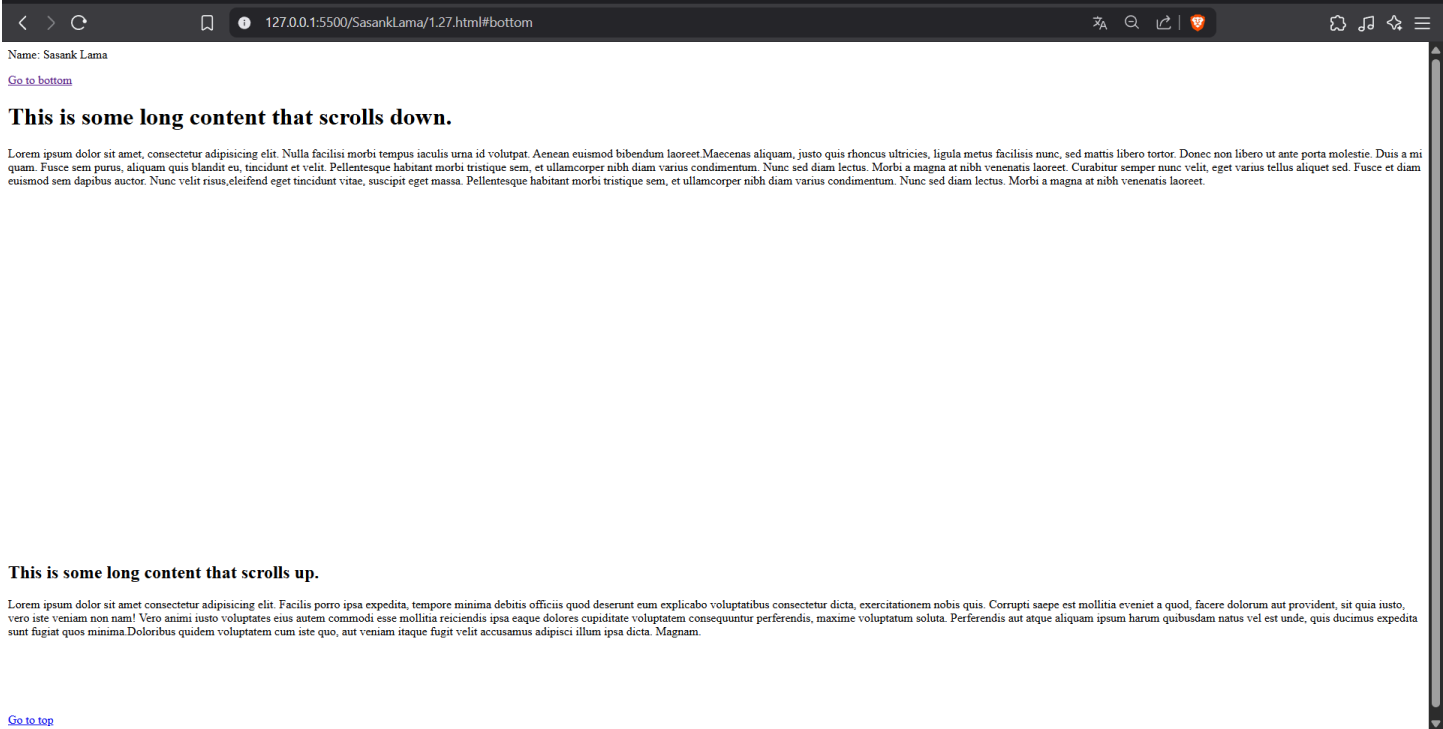 127.0.0.1:5500/SasankLama/1.27.html#bottom
Name: Sasank Lama
Go to bottom
This is some long content that scrolls down.
Lorem ipsum dolor sit amet, consectetur adipisicing elit. Nulla facilisi morbi tempus iaculis urna id volutpat. Aenean euismod bibendum laoreet.Maecenas aliquam, justo quis rhoncus ultricies, ligula metus facilisis nunc, sed mattis libero tortor. Donec non libero ut ante porta molestie. Duis a mi
quam. Fusce sem purus, aliquam quis blandit eu, tincidunt et velit. Pellentesque habitant morbi tristique sem, et ullamcorper nibh diam varius condimentum. Nunc sed diam lectus. Morbi a magna at nibh venenatis laoreet. Curabitur semper nunc velit, eget varius tellus aliquet sed. Fusce et diam
euismod sem dapibus auctor. Nunc velit risus,eleifend eget tincidunt vitae, suscipit eget massa. Pellentesque habitant morbi tristique sem, et ullamcorper nibh diam varius condimentum. Nunc sed diam lectus. Morbi a magna at nibh venenatis laoreet.
This is some long content that scrolls up.
Lorem ipsum dolor sit amet consectetur adipisicing elit. Facilis porro ipsa expedita, tempore minima debitis officiis quod deserunt eum explicabo voluptatibus consectetur dicta, exercitationem nobis quis. Corrupti saepe est mollitia eveniet a quod, facere dolorum aut provident, sit quia iusto,
vero iste veniam non nam! Vero animi iusto voluptates eius autem commodi esse mollitia reiciendis ipsa eaque dolores cupiditate voluptatem consequuntur perferendis, maxime voluptatum soluta. Perferendis aut atque aliquam ipsum harum quibusdam natus vel est unde, quis ducimus expedita
sunt fugiat quos minima.Doloribus quidem voluptatem cum iste quo, aut veniam itaque fugit velit accusamus adipisci illum ipsa dicta. Magnam.
Go to top